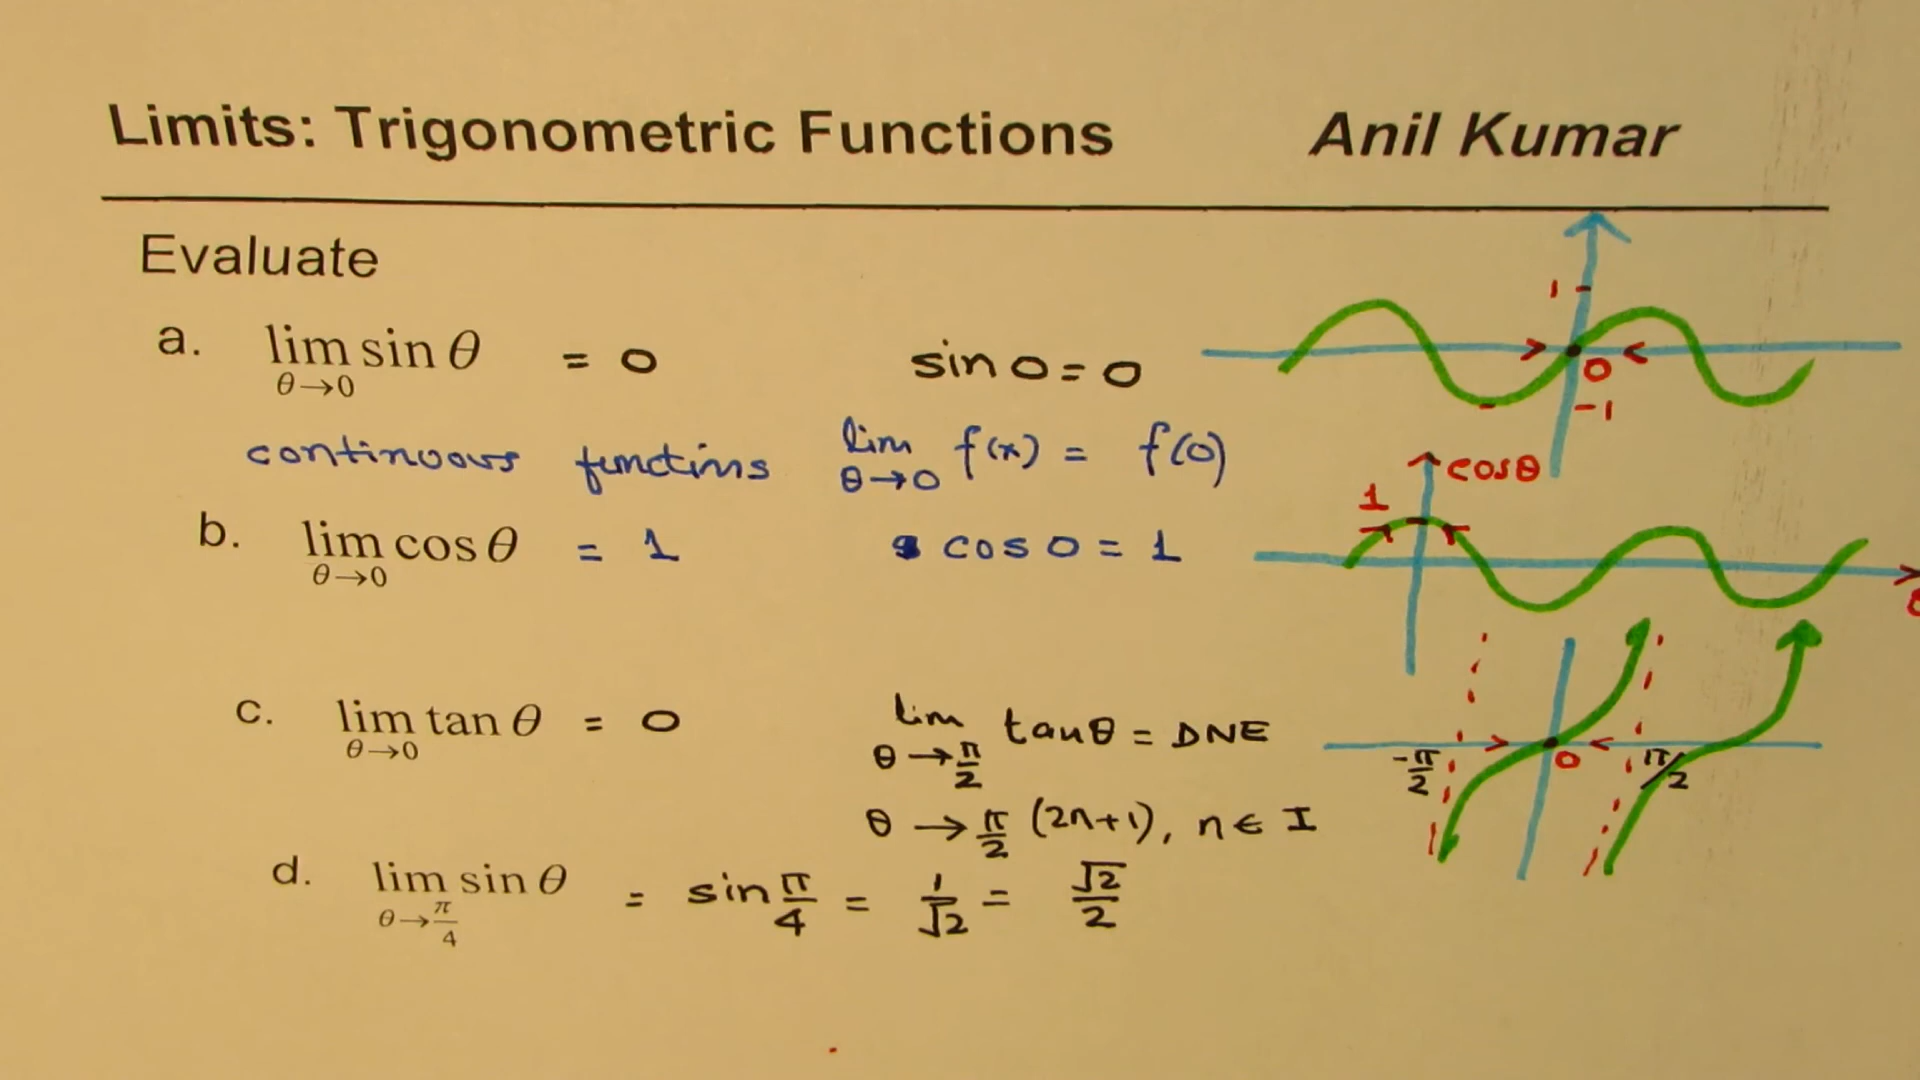 Limits: Trigonometric Functions Anil Kumar
Evaluate
a. lim θ→0 sin θ = 0 sin 0 = 0
continuous functions lim θ→0 f(x) = f(0)
b. lim θ→0 cos θ = 1 cos 0 = 1
c. lim θ→0 tan θ = 0 lim θ→π/2 tan θ = DNE
θ → π/2 (2n+1), n ∈ I
d. lim θ→π/4 sin θ = sin π/4 = 1/√2 = √2/2
1
0
-1
cosθ
1
-π/2 0 π/2